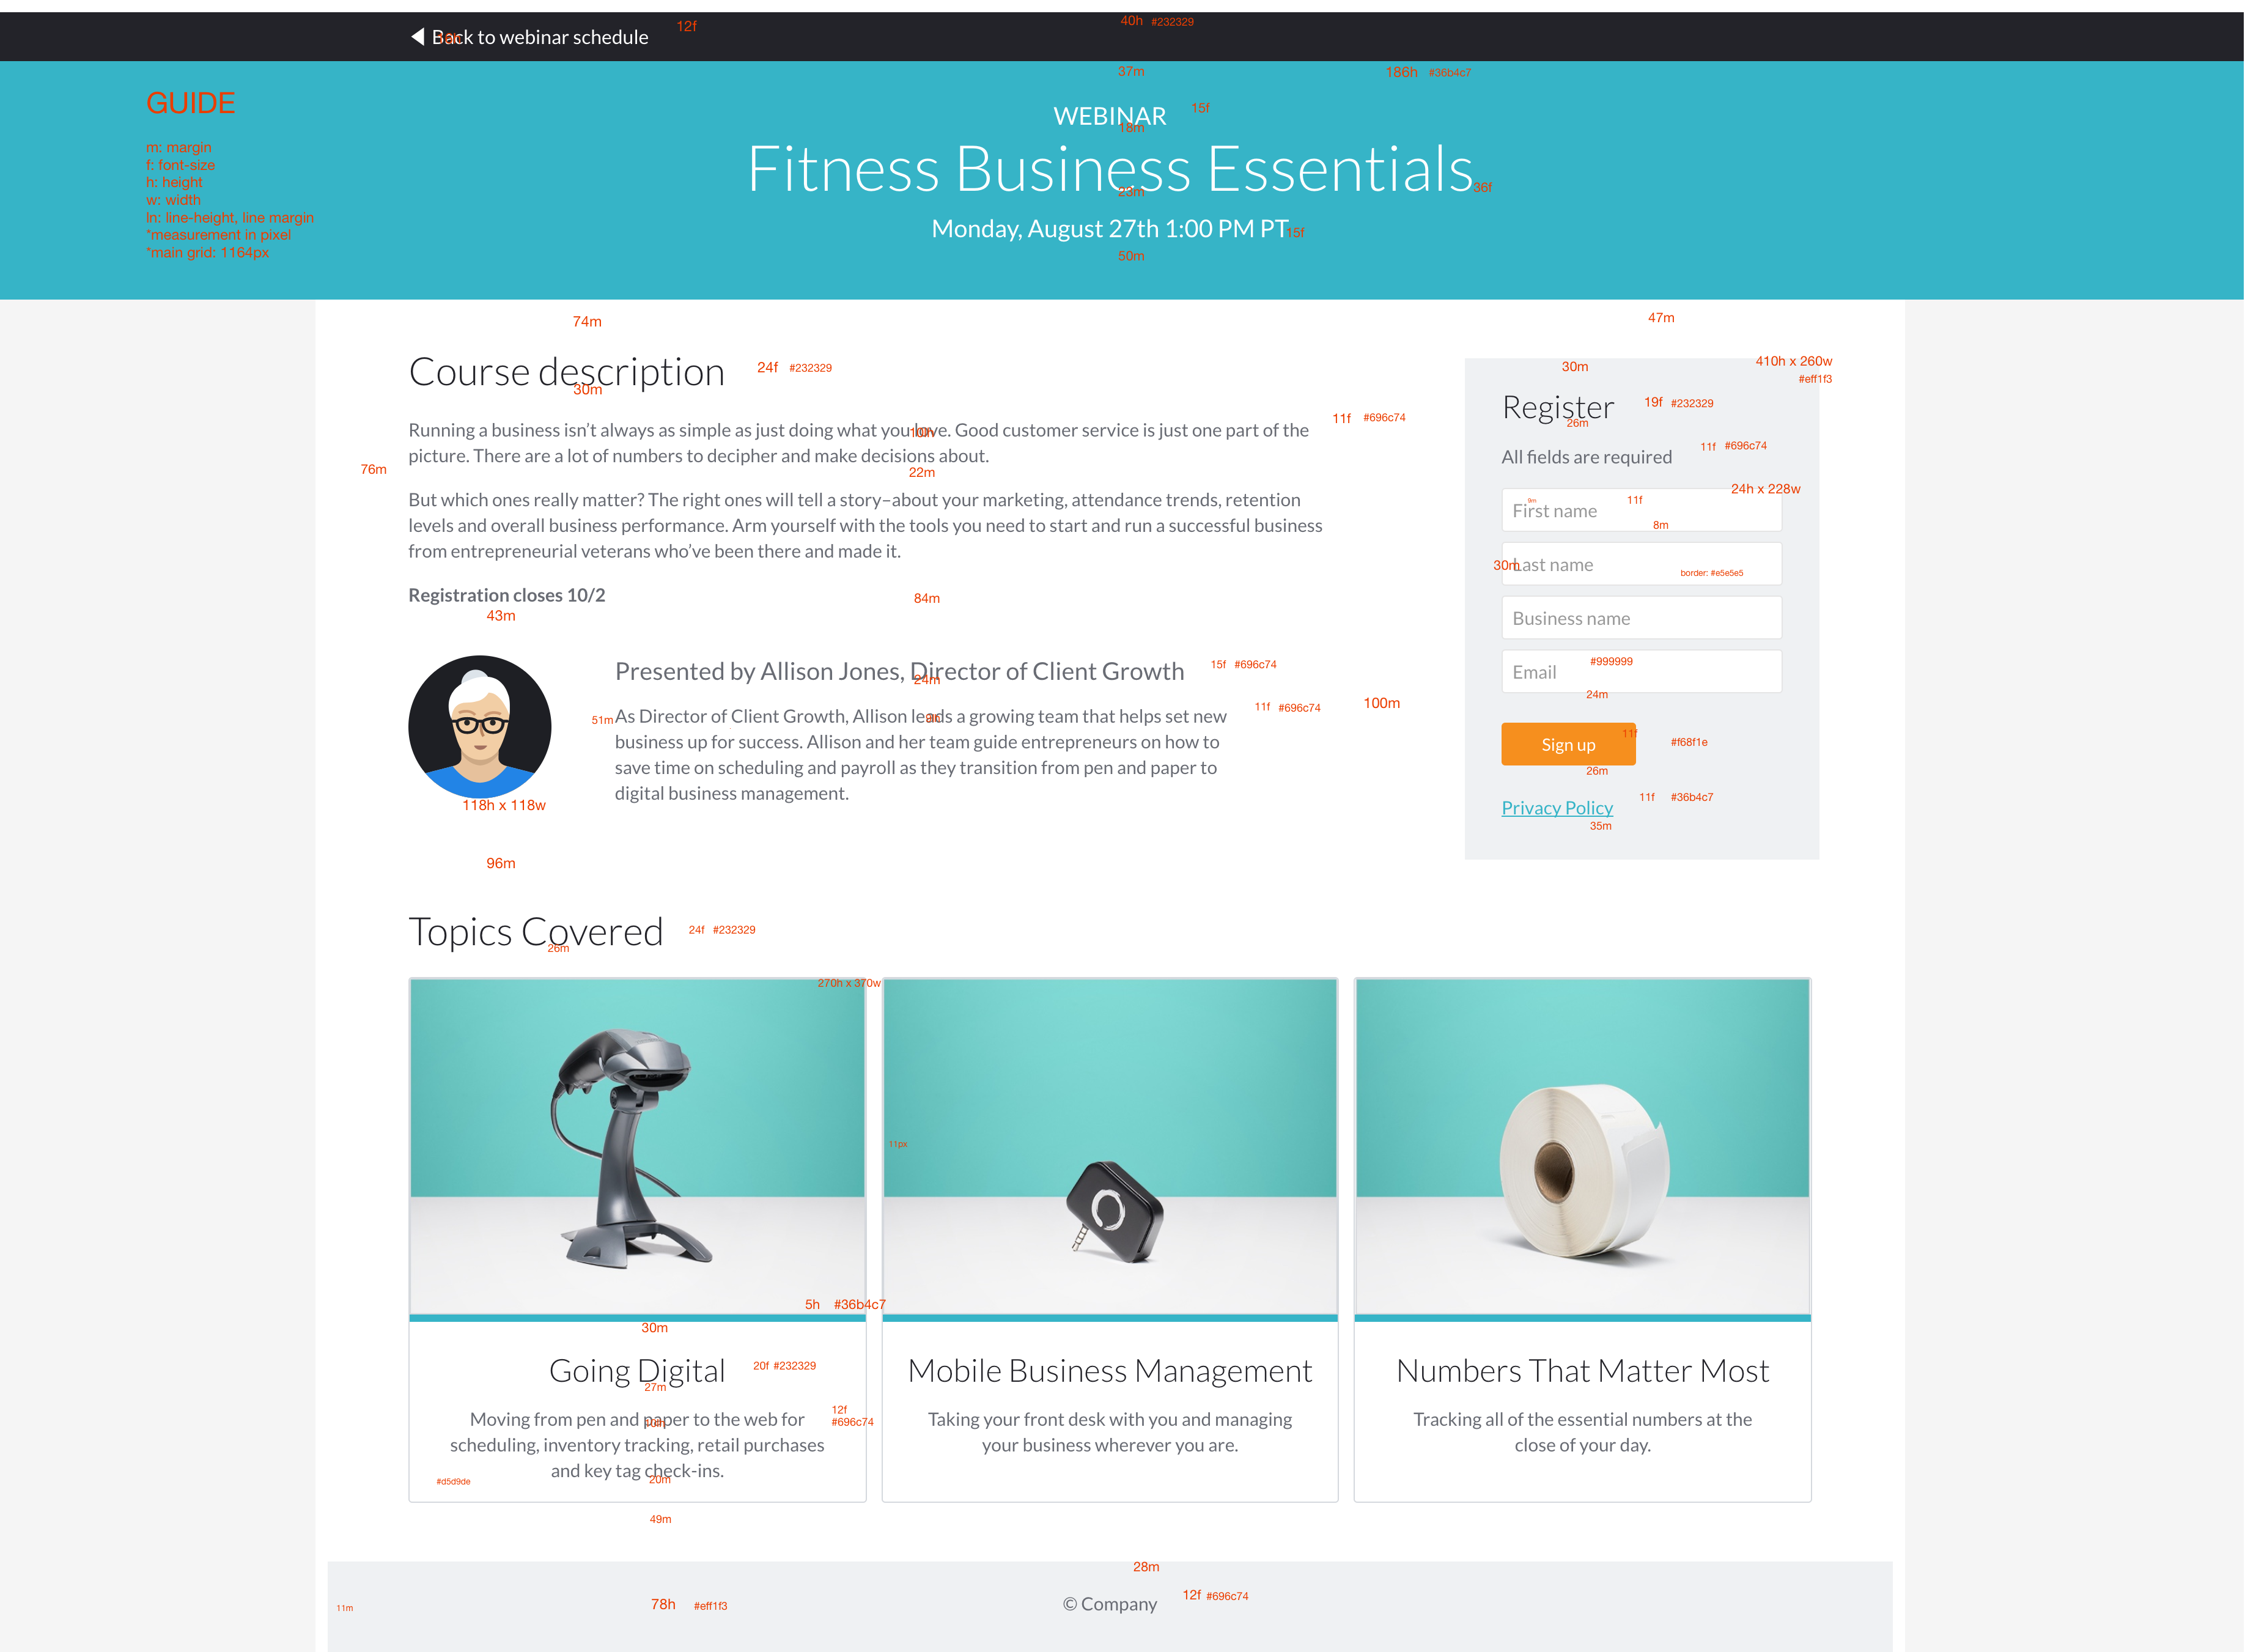 12f
40h #232329
Back to webinar schedule
37m
186h #36b4c7
GUIDE
WEBINAR
15f
18m
m: margin
f: font-size
h: height
w: width
ln: line-height, line margin
*measurement in pixel
*main grid: 1164px
Fitness Business Essentials
36f
23m
Monday, August 27th 1:00 PM PT
15f
50m
74m
47m
Course description
24f #232329
30m
Running a business isn’t always as simple as just doing what you love. Good customer service is just one part of the
11f #696c74
picture. There are a lot of numbers to decipher and make decisions about.
76m
22m
But which ones really matter? The right ones will tell a story–about your marketing, attendance trends, retention
levels and overall business performance. Arm yourself with the tools you need to start and run a successful business
from entrepreneurial veterans who’ve been there and made it.
Registration closes 10/2
43m
84m
Presented by Allison Jones, Director of Client Growth
15f #696c74
24m
As Director of Client Growth, Allison leads a growing team that helps set new
51m
11f #696c74
100m
business up for success. Allison and her team guide entrepreneurs on how to
save time on scheduling and payroll as they transition from pen and paper to
digital business management.
118h x 118w
96m
30m
410h x 260w
#eff1f3
Register
19f #232329
26m
All fields are required
11f #696c74
24h x 228w
9m
11f
First name
8m
30m
Last name
border: #e5e5e5
Business name
#999999
Email
24m
11f
Sign up
#f68f1e
26m
11f #36b4c7
Privacy Policy
35m
Topics Covered
24f #232329
26m
270h x 370w
11px
5h #36b4c7
30m
Going Digital
20f #232329
27m
12f
#696c74
Moving from pen and paper to the web for
scheduling, inventory tracking, retail purchases
and key tag check-ins.
20m
#d5d9de
Mobile Business Management
Taking your front desk with you and managing
your business wherever you are.
Numbers That Matter Most
Tracking all of the essential numbers at the
close of your day.
49m
28m
© Company
12f #696c74
78h #eff1f3
11m